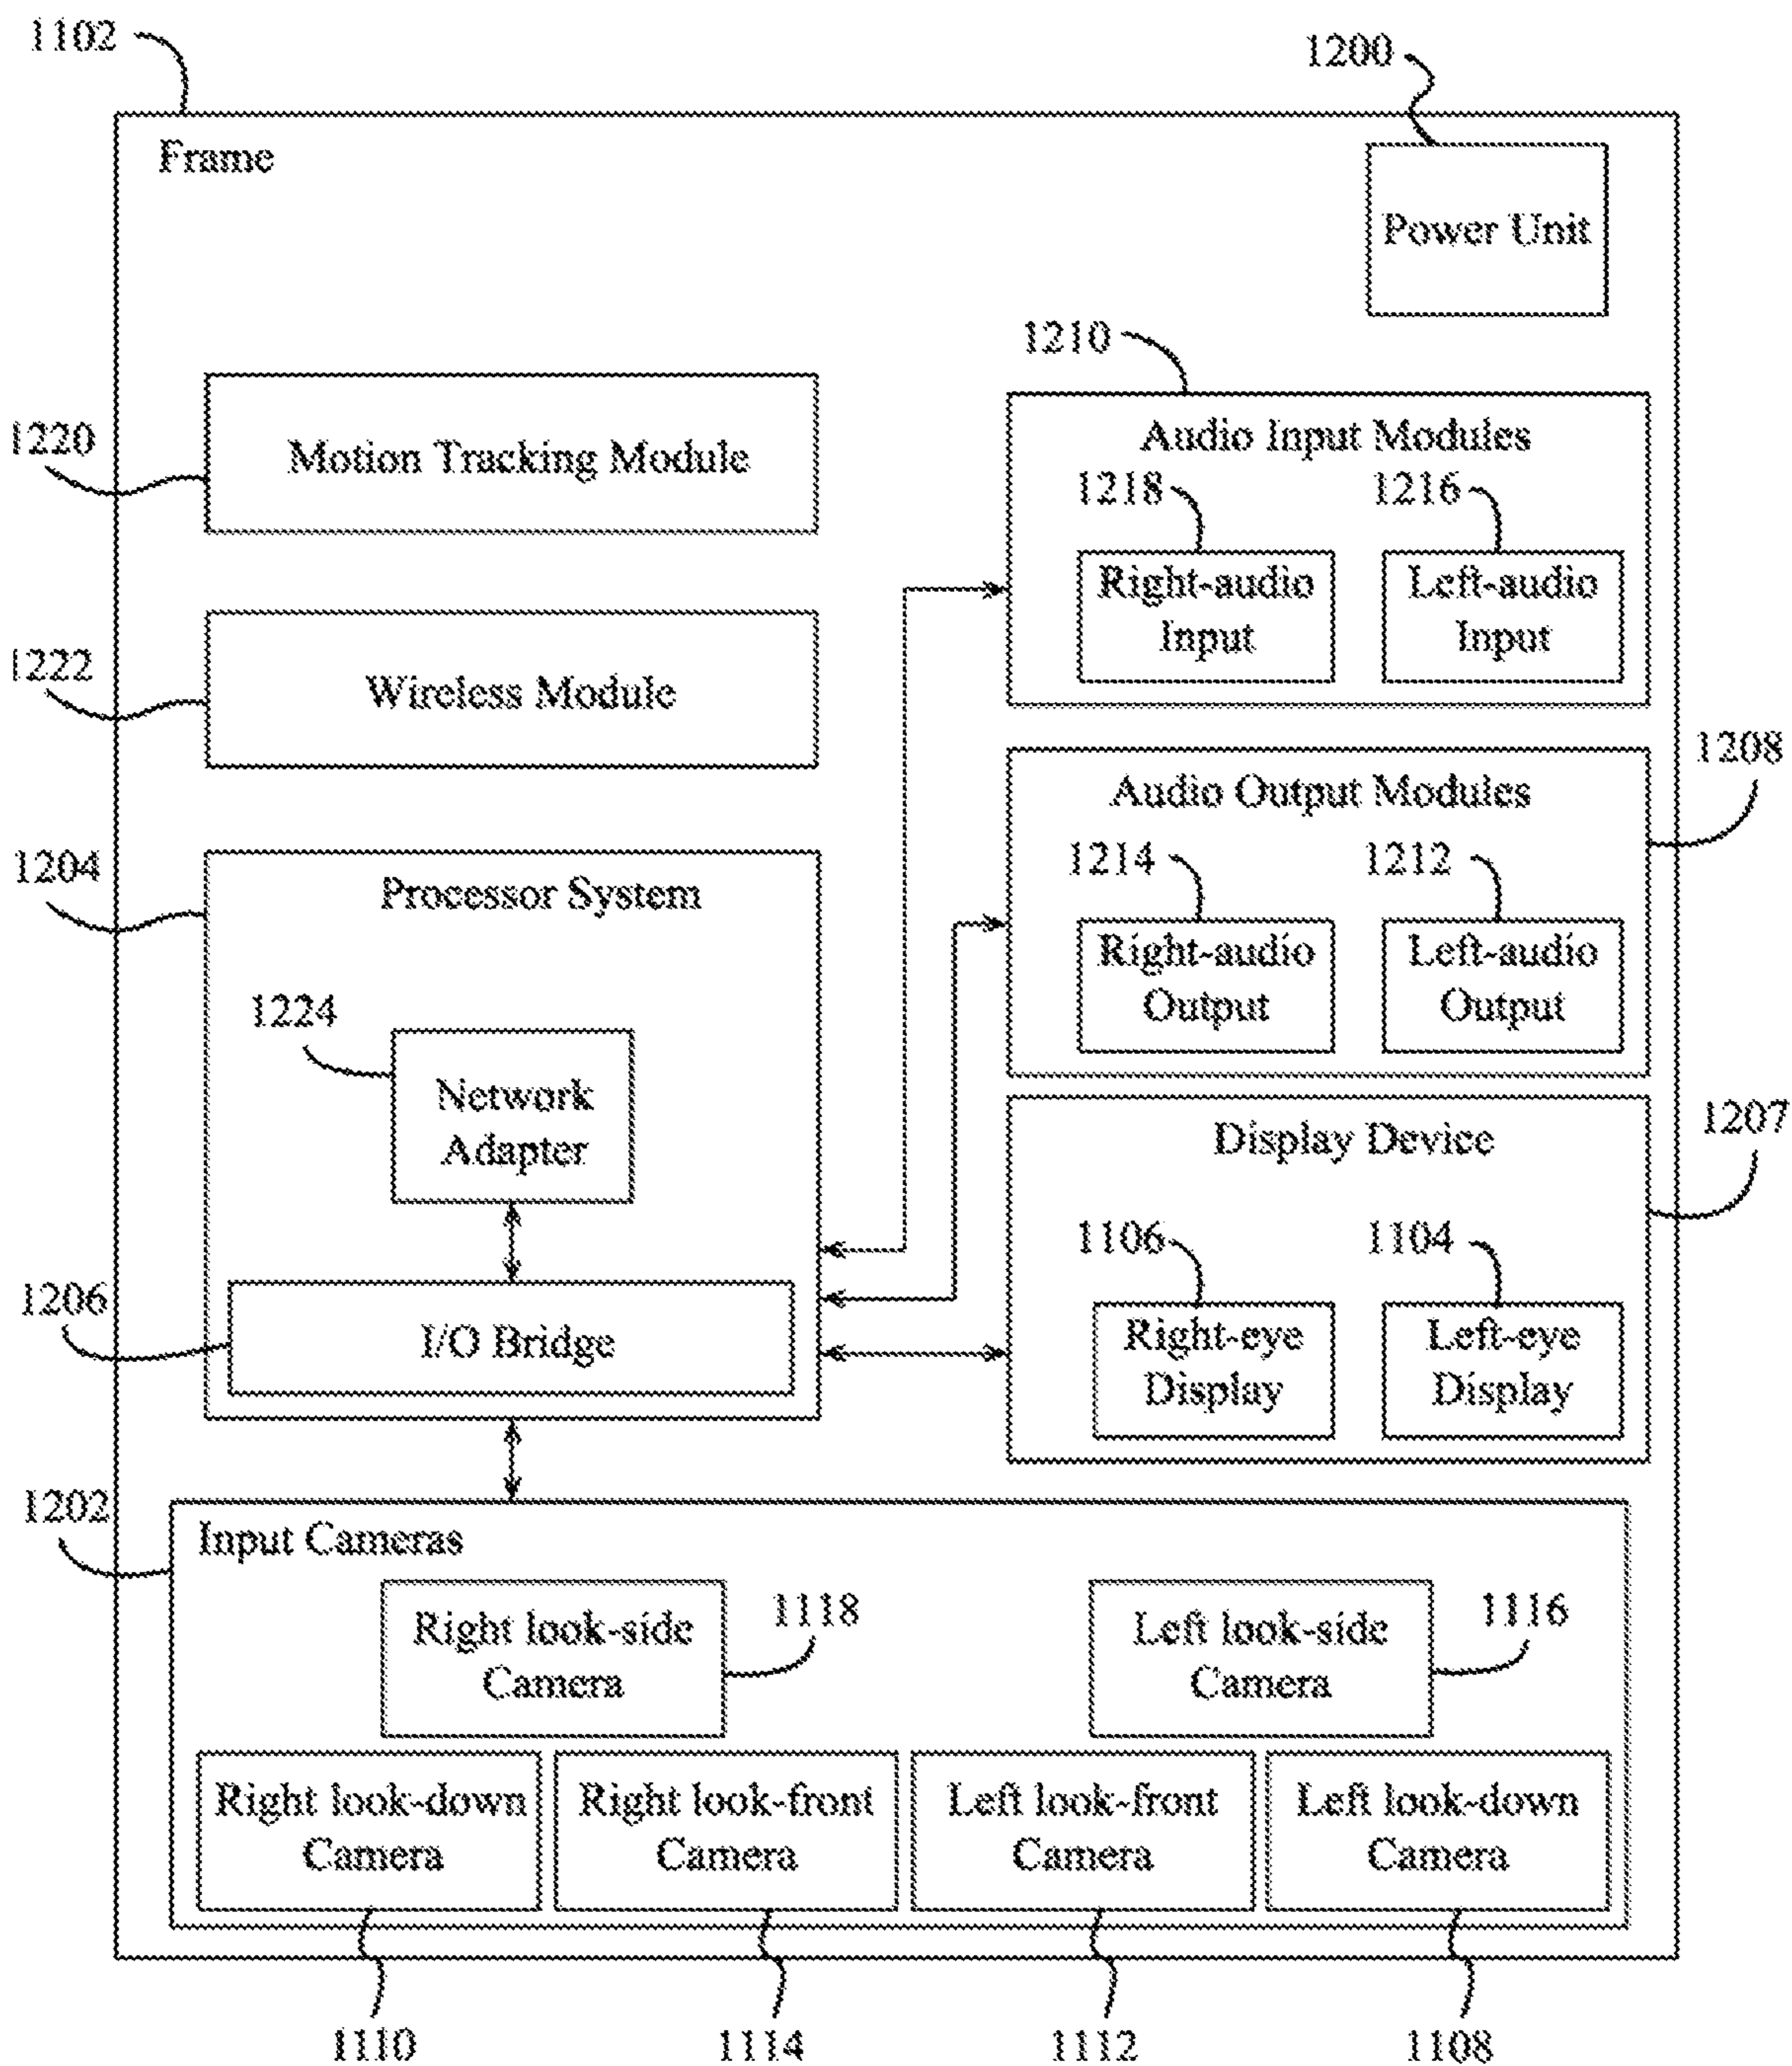 1102
1200
Frame
Power Unit
1210
1220
Motion Tracking Module
Audio Input Modules
1218
1216
Right-audio
Input
Left-audio
Input
1222
Wireless Module
1208
Audio Output Modules
1204
Processor System
1214
1212
Right-audio
Output
Left-audio
Output
1224
Network
Adapter
1207
Display Device
1106
1104
1206
I/O Bridge
Right-eye
Display
Left-eye
Display
1202
Input Cameras
Right look-side
Camera
1118
Left look-side
Camera
1116
Right look-down
Camera
Right look-front
Camera
Left look-front
Camera
Left look-down
Camera
1110
1114
1112
1108